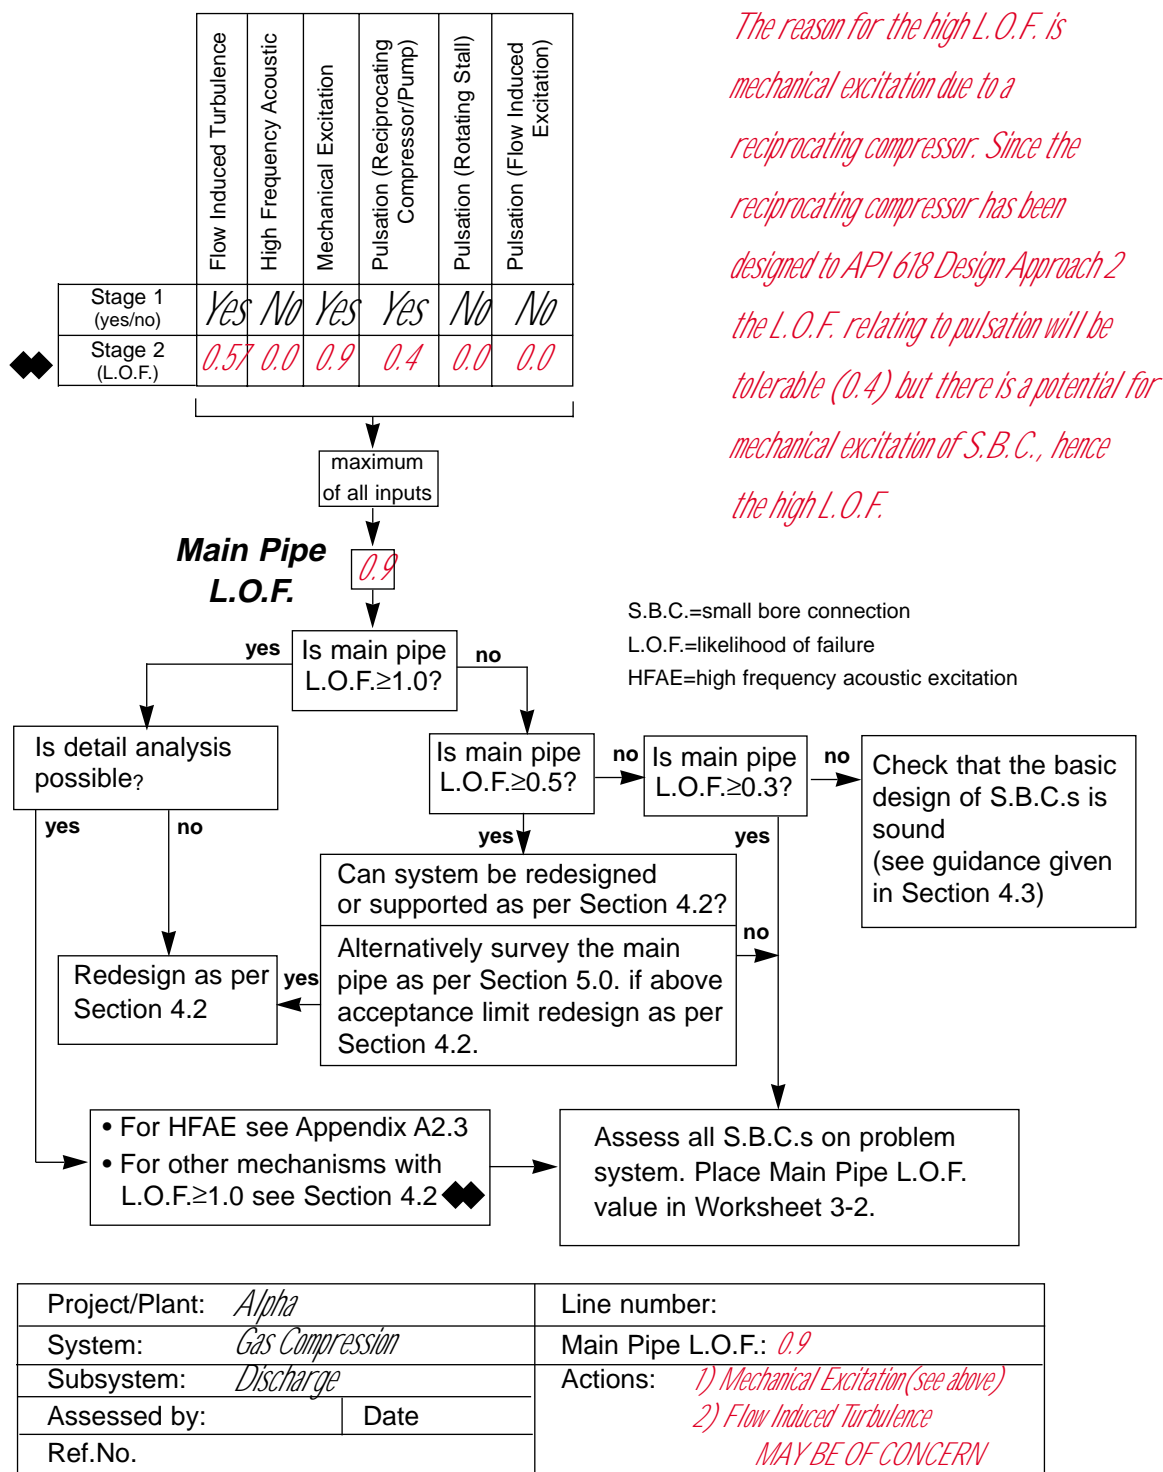 Flow Induced Turbulence
High Frequency Acoustic
Mechanical Excitation
Pulsation (Reciprocating
Compressor/Pump)
Pulsation (Rotating Stall)
Pulsation (Flow Induced
Excitation)
Stage 1
(yes/no)
Yes No Yes Yes No No
Stage 2
(L.O.F.)
0.57 0.0 0.9 0.4 0.0 0.0
The reason for the high L.O.F. is
mechanical excitation due to a
reciprocating compressor. Since the
reciprocating compressor has been
designed to API 618 Design Approach 2
the L.O.F. relating to pulsation will be
tolerable (0.4) but there is a potential for
mechanical excitation of S.B.C., hence
the high L.O.F.
maximum
of all inputs
Main Pipe
L.O.F.
0.9
S.B.C.=small bore connection
L.O.F.=likelihood of failure
HFAE=high frequency acoustic excitation
yes
Is main pipe
L.O.F.≥1.0?
no
Is detail analysis
possible?
Is main pipe
L.O.F.≥0.5?
no
Is main pipe
L.O.F.≥0.3?
no
Check that the basic
design of S.B.C.s is
sound
(see guidance given
in Section 4.3)
yes
no
yes
yes
Can system be redesigned
or supported as per Section 4.2?
Alternatively survey the main
pipe as per Section 5.0. if above
acceptance limit redesign as per
Section 4.2.
no
yes
Redesign as per
Section 4.2
• For HFAE see Appendix A2.3
• For other mechanisms with
L.O.F.≥1.0 see Section 4.2
Assess all S.B.C.s on problem
system. Place Main Pipe L.O.F.
value in Worksheet 3-2.
Project/Plant: Alpha
Line number:
System: Gas Compression
Main Pipe L.O.F.: 0.9
Subsystem: Discharge
Actions: 1) Mechanical Excitation (see above)
Assessed by: Date
2) Flow Induced Turbulence
Ref.No.
MAY BE OF CONCERN